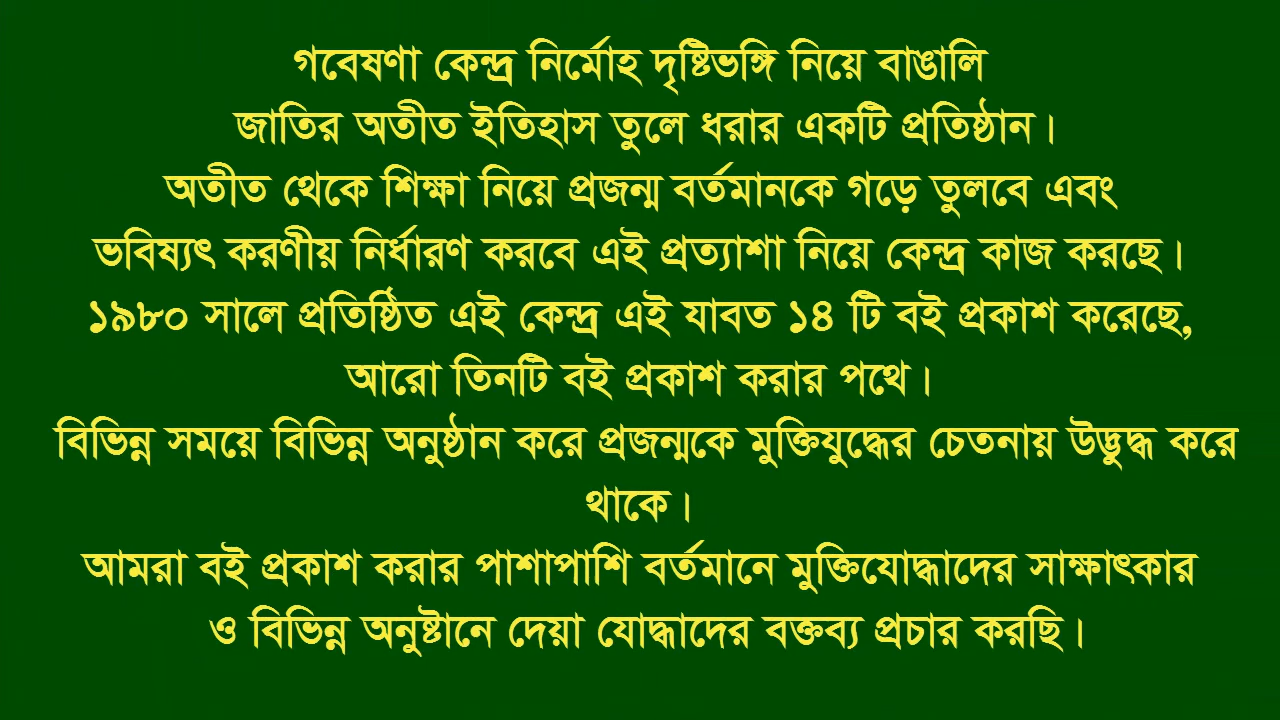 গবেষণা কেন্দ্র নির্মোহ দৃষ্টিভঙ্গি নিয়ে বাঙালি
জাতির অতীত ইতিহাস তুলে ধরার একটি প্রতিষ্ঠান।
অতীত থেকে শিক্ষা নিয়ে প্রজন্ম বর্তমানকে গড়ে তুলবে এবং
ভবিষ্যৎ করণীয় নির্ধারণ করবে এই প্রত্যাশা নিয়ে কেন্দ্র কাজ করছে।
১৯৮০ সালে প্রতিষ্ঠিত এই কেন্দ্র এই যাবত ১৪ টি বই প্রকাশ করেছে,
আরো তিনটি বই প্রকাশ করার পথে।
বিভিন্ন সময়ে বিভিন্ন অনুষ্ঠান করে প্রজন্মকে মুক্তিযুদ্ধের চেতনায় উদ্ভুদ্ধ করে
থাকে।
আমরা বই প্রকাশ করার পাশাপাশি বর্তমানে মুক্তিযোদ্ধাদের সাক্ষাৎকার
ও বিভিন্ন অনুষ্টানে দেয়া যোদ্ধাদের বক্তব্য প্রচার করছি।